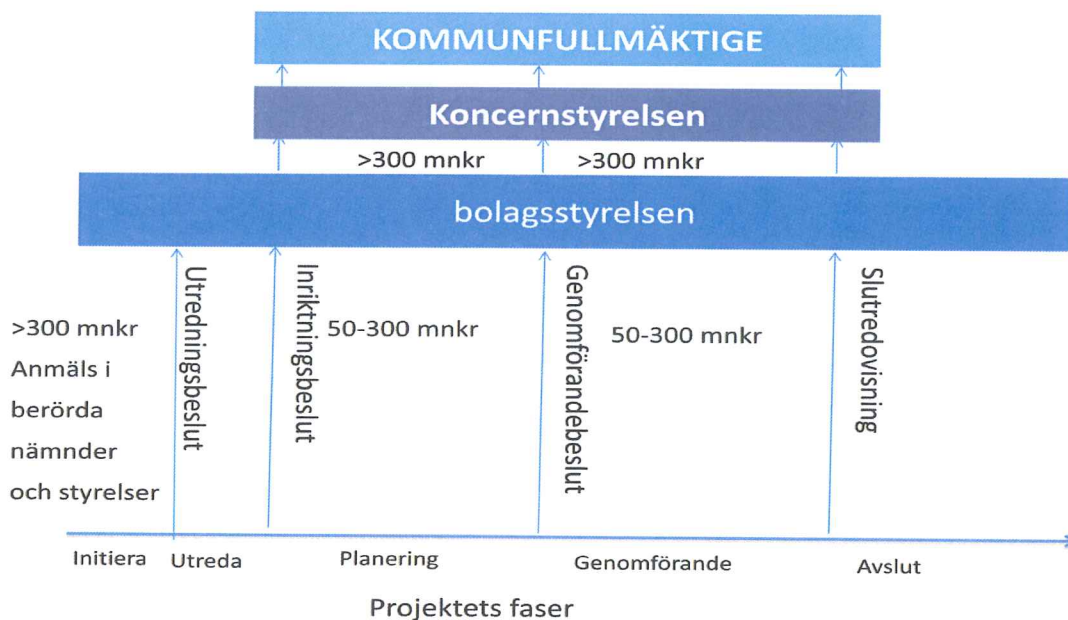 KOMMUNFULLMÄKTIGE
Koncernstyrelsen
>300 mnkr
>300 mnkr
bolagsstyrelsen
Utredningsbeslut
Inriktningsbeslut
Genomförandebeslut
Slutredovisning
>300 mnkr
Anmäls i
berörda
nämnder
och styrelser
50-300 mnkr
50-300 mnkr
Initiera
Utreda
Planering
Genomförande
Avslut
Projektets faser